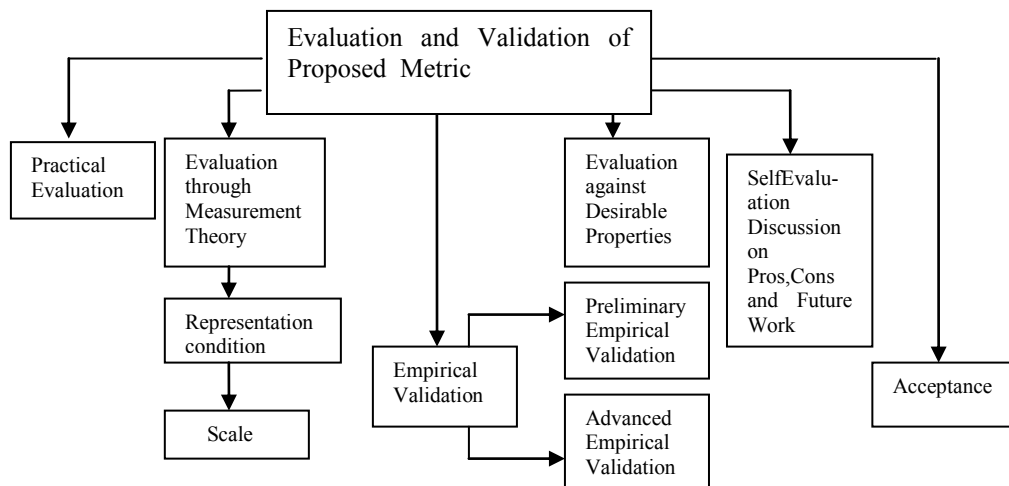 Evaluation and Validation of
Proposed Metric
Practical
Evaluation
Evaluation
through
Measurement
Theory
Representation
condition
Scale
Empirical
Validation
Evaluation
against
Desirable
Properties
Preliminary
Empirical
Validation
Advanced
Empirical
Validation
SelfEvalu-
ation
Discussion
on
Pros,Cons
and Future
Work
Acceptance